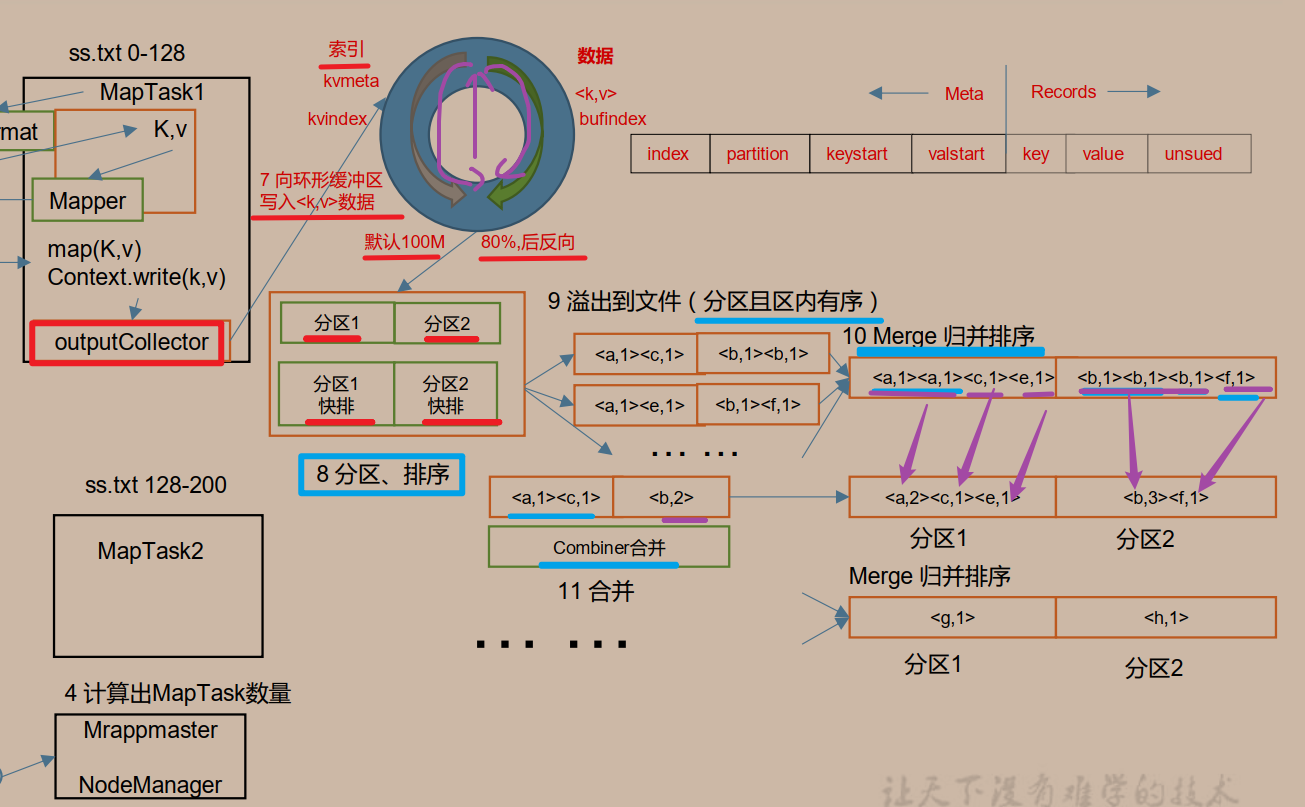 ss.txt 0-128
MapTask1
rmat
K,v
Mapper
map(K,v)
Context.write(k,v)
outputCollector
索引
kvmeta
kvindex
数据
<k,v>
bufindex
7 向环形缓冲区
写入<k,v>数据
默认100M
80%,后反向
Meta
Records
index
partition
keystart
valstart
key
value
unsued
分区1
分区2
分区1
快排
分区2
快排
8 分区、排序
9 溢出到文件（分区且区内有序）
<a,1><c,1>
<b,1><b,1>
<a,1><e,1>
<b,1><f,1>
... ...
10 Merge 归并排序
<a,1><a,1><c,1><e,1>
<b,1><b,1><b,1><f,1>
<a,1><c,1>
<b,2>
Combiner合并
11 合并
... ...
<a,2><c,1><e,1>
<b,3><f,1>
分区1
分区2
Merge 归并排序
<g,1>
<h,1>
分区1
分区2
ss.txt 128-200
MapTask2
4 计算出MapTask数量
Mrappmaster
NodeManager
让天下没有难学的技术